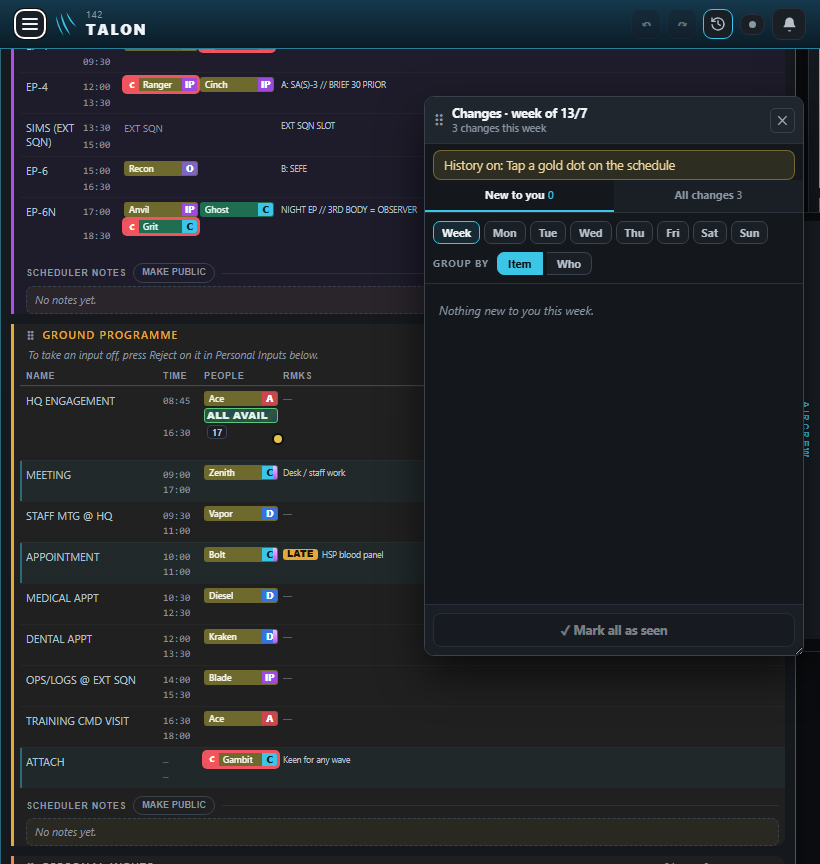 142
TALON
09:30
EP-4 12:00 c Ranger IP Cinch IP A: SA(S)-3 // BRIEF 30 PRIOR
13:30
SIMS (EXT 13:30 EXT SQN EXT SQN SLOT
SQN) 15:00
EP-6 15:00 Recon O B: SEFE
16:30
EP-6N 17:00 Anvil IP Ghost C NIGHT EP // 3RD BODY = OBSERVER
18:30 c Grit C
SCHEDULER NOTES MAKE PUBLIC
No notes yet.
GROUND PROGRAMME
To take an input off, press Reject on it in Personal Inputs below.
NAME TIME PEOPLE RMKS
HQ ENGAGEMENT 08:45 Ace A —
ALL AVAIL
16:30 17
MEETING 09:00 Zenith C Desk / staff work
17:00
STAFF MTG @ HQ 09:30 Vapor D —
11:00
APPOINTMENT 10:00 Bolt C LATE HSP blood panel
11:00
MEDICAL APPT 10:30 Diesel D —
12:30
DENTAL APPT 12:00 Kraken D —
13:30
OPS/LOGS @ EXT SQN 14:00 Blade IP —
15:30
TRAINING CMD VISIT 16:30 Ace A —
18:00
ATTACH — c Gambit C Keen for any wave
—
SCHEDULER NOTES MAKE PUBLIC
No notes yet.
Changes · week of 13/7
3 changes this week
History on: Tap a gold dot on the schedule
New to you 0 All changes 3
Week Mon Tue Wed Thu Fri Sat Sun
GROUP BY Item Who
Nothing new to you this week.
✓ Mark all as seen
AIRCREW